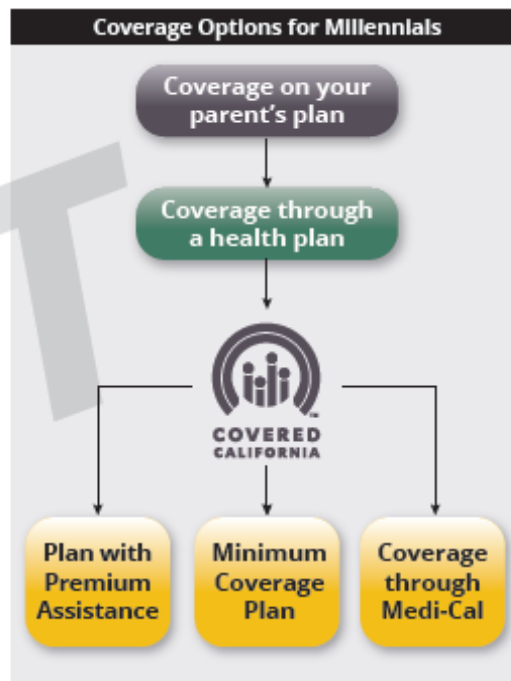 Coverage Options for Millennials
Coverage on your
parent's plan
Coverage through
a health plan
COVERED
CALIFORNIA
Plan with
Premium
Assistance
Minimum
Coverage
Plan
Coverage
through
Medi-Cal